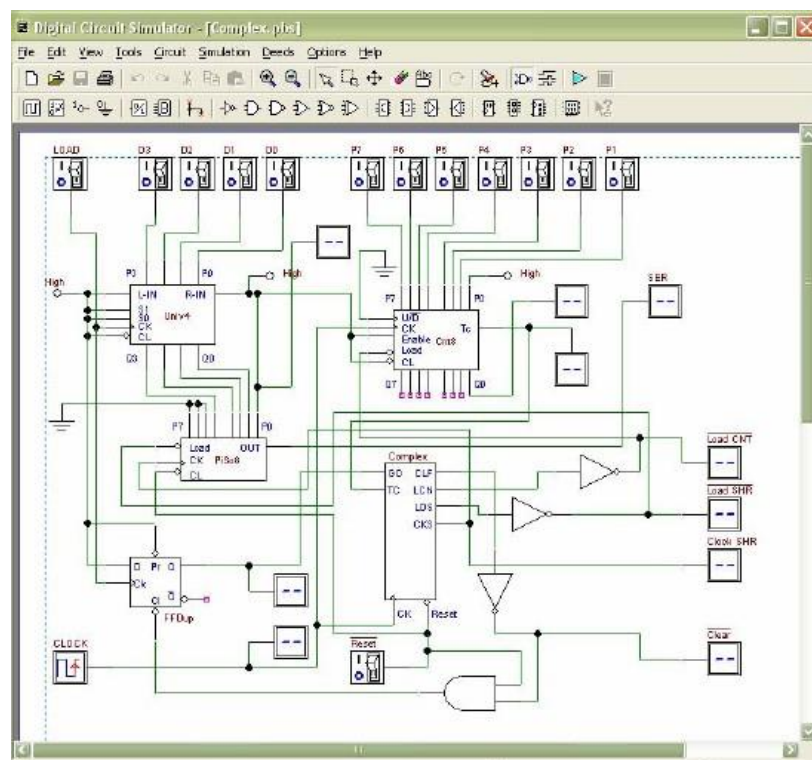 Digital Circuit Simulator - [Complex.pbs]
File Edit View Tools Circuit Simulation Deeds Options Help
LOAD D3 D2 D1 D0 P7 P6 P5 P4 P3 P2 P1
High High High SER
P3 P0 P7 P0
L-IN R-IN
S1
S0
CK
CL
Univ4
U/D
CK
Enable
Load
CL
Tc
Cnt8
Q3 Q0 Q7 Q0
P7 P0
Load OUT
CK
CL
PiSo8
Complex
GO CLF
TC LCN
LDS
CKS
CK Reset
Load CNT
Load SHR
Clock SHR
D Pr Q
Ck
Cl Q
FFDup
CLOCK
Reset
Clear
-- -- -- -- -- -- -- -- -- --